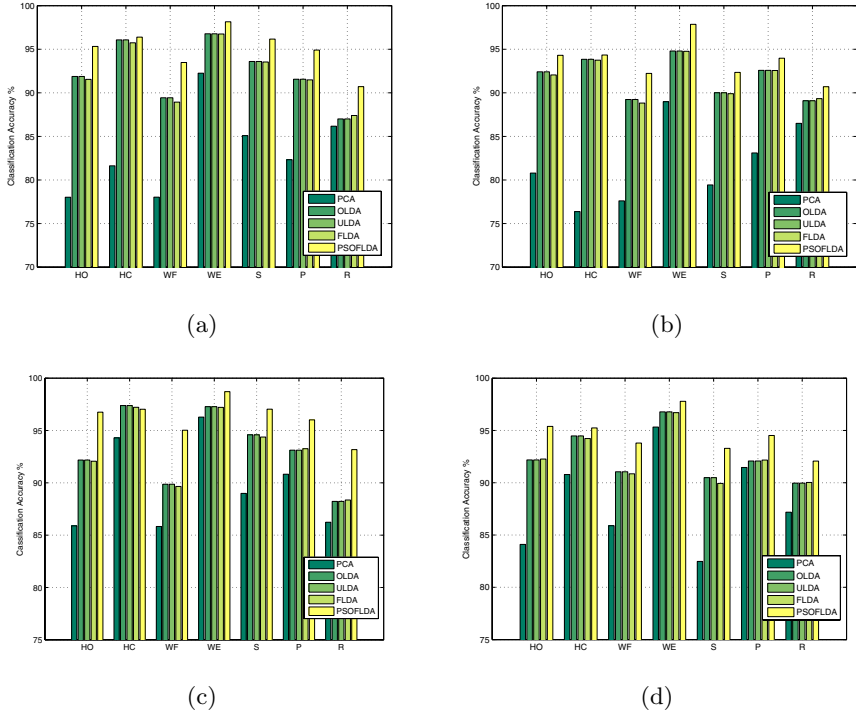 100
95
90
85
80
75
70
Classification Accuracy %
HO HC WF WE S P R
PCA
OLDA
ULDA
FLDA
PSOFLDA
(a)
100
95
90
85
80
75
70
Classification Accuracy %
HO HC WF WE S P R
PCA
OLDA
ULDA
FLDA
PSOFLDA
(b)
100
95
90
85
80
75
Classification Accuracy %
HO HC WF WE S P R
PCA
OLDA
ULDA
FLDA
PSOFLDA
(c)
100
95
90
85
80
75
Classification Accuracy %
HO HC WF WE S P R
PCA
OLDA
ULDA
FLDA
PSOFLDA
(d)